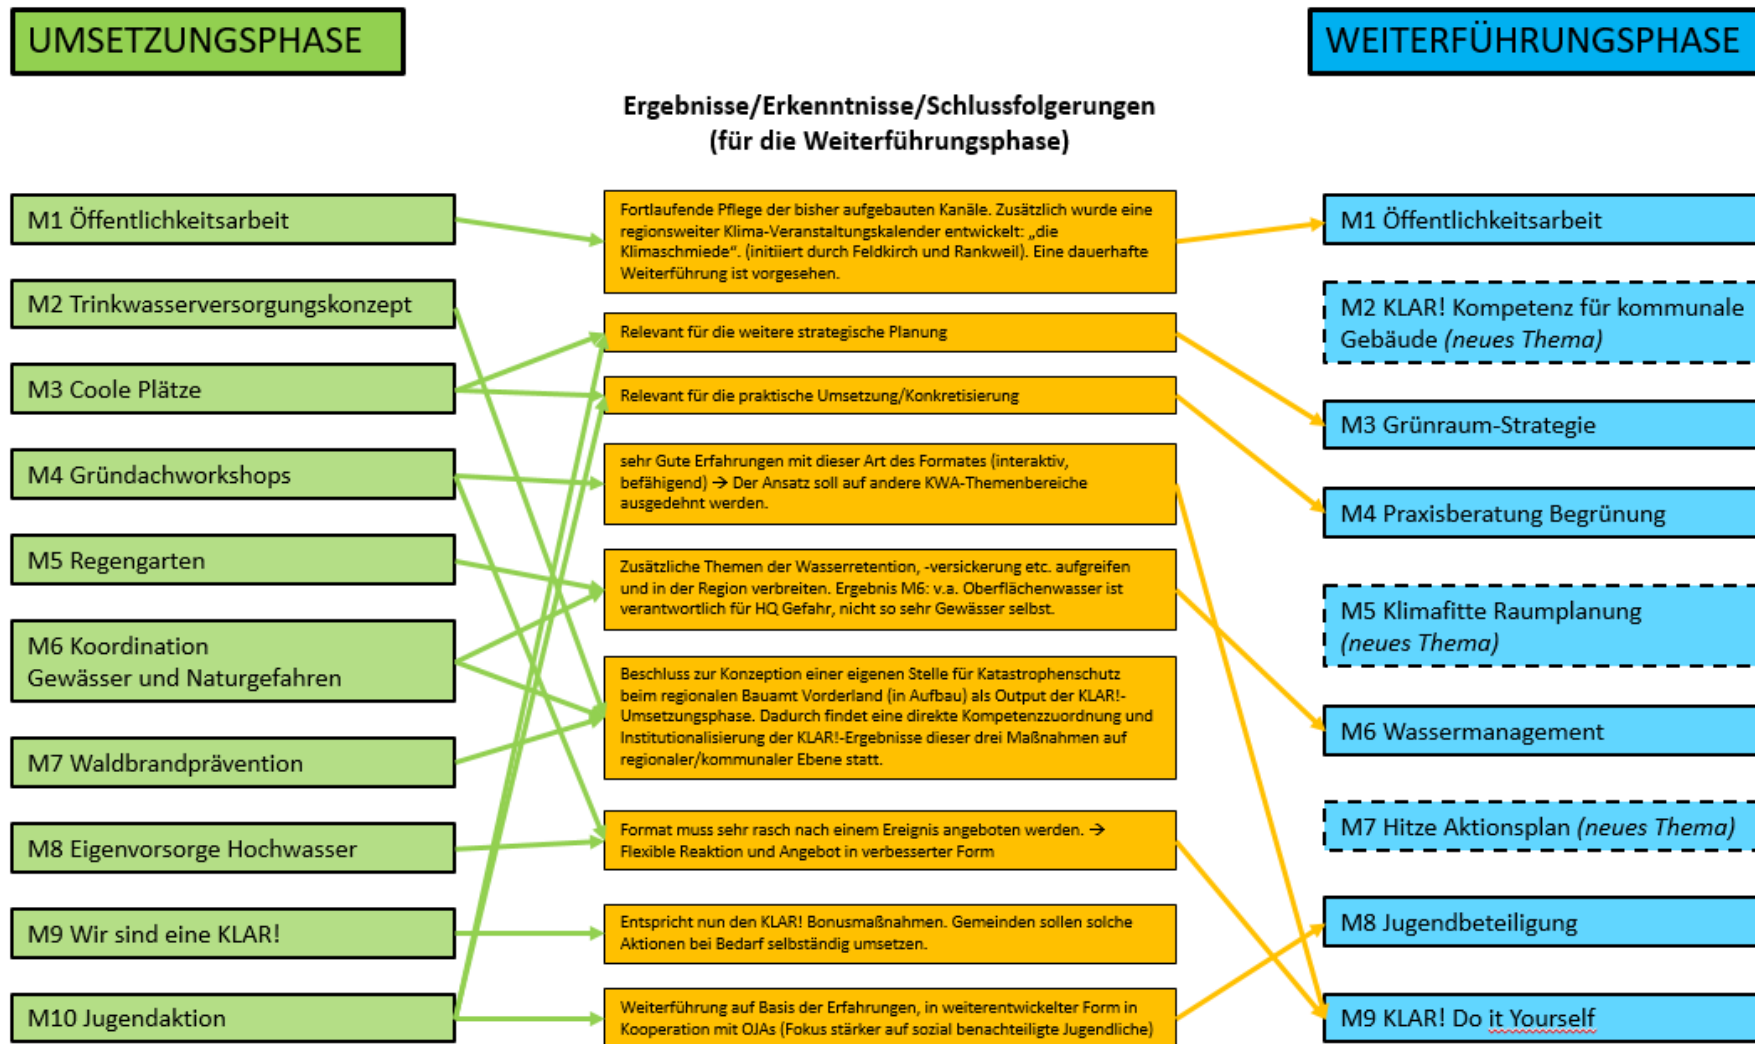 UMSETZUNGSPHASE
WEITERFÜHRUNGSPHASE
Ergebnisse/Erkenntnisse/Schlussfolgerungen
(für die Weiterführungsphase)
M1 Öffentlichkeitsarbeit
M2 Trinkwasserversorgungskonzept
M3 Coole Plätze
M4 Gründachworkshops
M5 Regengarten
M6 Koordination
Gewässer und Naturgefahren
M7 Waldbrandprävention
M8 Eigenvorsorge Hochwasser
M9 Wir sind eine KLAR!
M10 Jugendaktion
Fortlaufende Pflege der bisher aufgebauten Kanäle. Zusätzlich wurde eine
regionsweiter Klima-Veranstaltungskalender entwickelt: „die
Klimaschmiede“. (initiiert durch Feldkirch und Rankweil). Eine dauerhafte
Weiterführung ist vorgesehen.
Relevant für die weitere strategische Planung
Relevant für die praktische Umsetzung/Konkretisierung
sehr Gute Erfahrungen mit dieser Art des Formates (interaktiv,
befähigend) → Der Ansatz soll auf andere KWA-Themenbereiche
ausgedehnt werden.
Zusätzliche Themen der Wasserretention, -versickerung etc. aufgreifen
und in der Region verbreiten. Ergebnis M6: v.a. Oberflächenwasser ist
verantwortlich für HQ Gefahr, nicht so sehr Gewässer selbst.
Beschluss zur Konzeption einer eigenen Stelle für Katastrophenschutz
beim regionalen Bauamt Vorderland (in Aufbau) als Output der KLAR!-
Umsetzungsphase. Dadurch findet eine direkte Kompetenzzuordnung und
Institutionalisierung der KLAR!-Ergebnisse dieser drei Maßnahmen auf
regionaler/kommunaler Ebene statt.
Format muss sehr rasch nach einem Ereignis angeboten werden. →
Flexible Reaktion und Angebot in verbesserter Form
Entspricht nun den KLAR! Bonusmaßnahmen. Gemeinden sollen solche
Aktionen bei Bedarf selbständig umsetzen.
Weiterführung auf Basis der Erfahrungen, in weiterentwickelter Form in
Kooperation mit OJAs (Fokus stärker auf sozial benachteiligte Jugendliche)
M1 Öffentlichkeitsarbeit
M2 KLAR! Kompetenz für kommunale
Gebäude (neues Thema)
M3 Grünraum-Strategie
M4 Praxisberatung Begrünung
M5 Klimafitte Raumplanung
(neues Thema)
M6 Wassermanagement
M7 Hitze Aktionsplan (neues Thema)
M8 Jugendbeteiligung
M9 KLAR! Do it Yourself